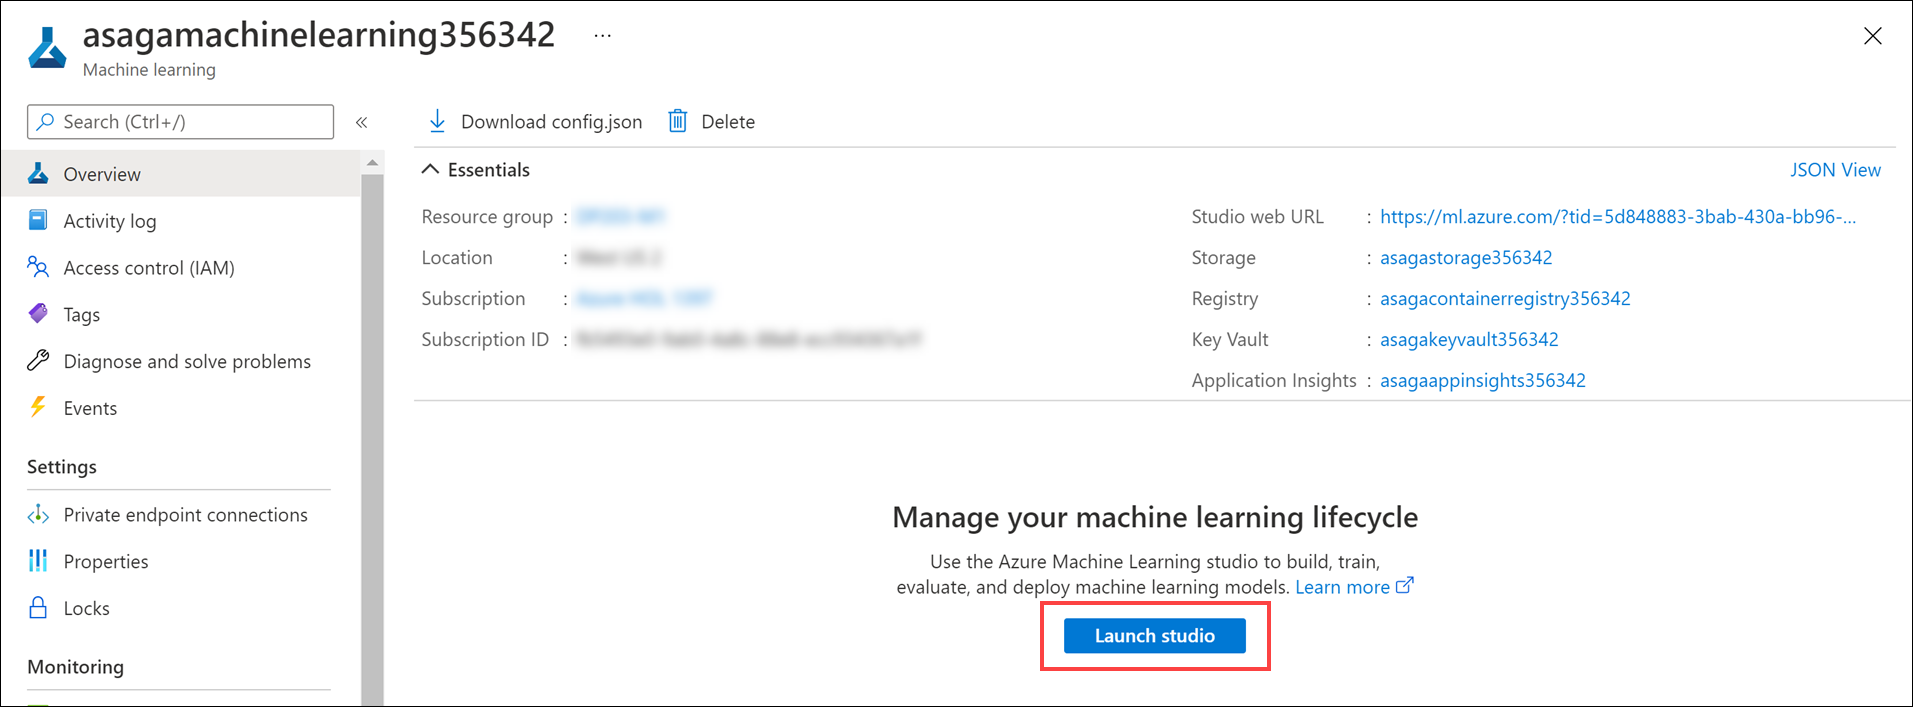 asagamachinelearning356342 ...
Machine learning
Search (Ctrl+/) «
Download config.json Delete
Overview
Activity log
Access control (IAM)
Tags
Diagnose and solve problems
Events
Settings
Private endpoint connections
Properties
Locks
Monitoring
Essentials
JSON View
Resource group :
Location :
Subscription :
Subscription ID :
Studio web URL : https://ml.azure.com/?tid=5d848883-3bab-430a-bb96-...
Storage : asagastorage356342
Registry : asagacontainerregistry356342
Key Vault : asagakeyvault356342
Application Insights : asagaappinsights356342
Manage your machine learning lifecycle
Use the Azure Machine Learning studio to build, train,
evaluate, and deploy machine learning models. Learn more
Launch studio